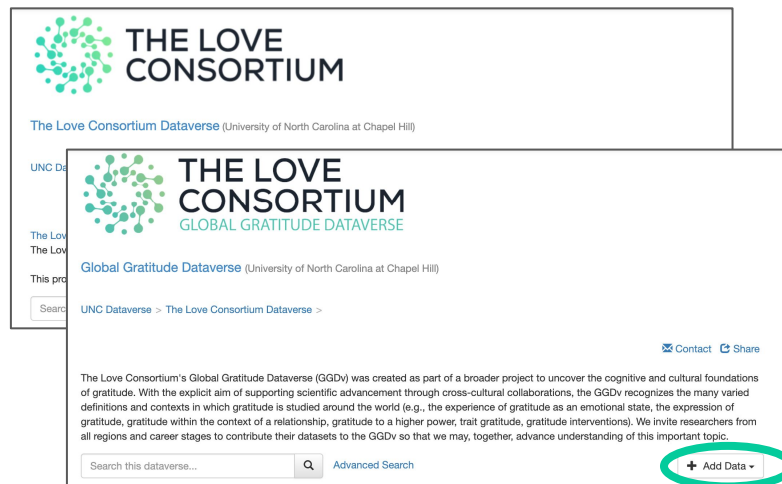 THE LOVE
CONSORTIUM
The Love Consortium Dataverse (University of North Carolina at Chapel Hill)
UNC
The
The
This
THE LOVE
CONSORTIUM
GLOBAL GRATITUDE DATAVERSE
Global Gratitude Dataverse (University of North Carolina at Chapel Hill)
UNC Dataverse > The Love Consortium Dataverse >
Contact Share
The Love Consortium's Global Gratitude Dataverse (GGDv) was created as part of a broader project to uncover the cognitive and cultural foundations
of gratitude. With the explicit aim of supporting scientific advancement through cross-cultural collaborations, the GGDv recognizes the many varied
definitions and contexts in which gratitude is studied around the world (e.g., the experience of gratitude as an emotional state, the expression of
gratitude, gratitude within the context of a relationship, gratitude to a higher power, trait gratitude, gratitude interventions). We invite researchers from
all regions and career stages to contribute their datasets to the GGDv so that we may, together, advance understanding of this important topic.
Search this dataverse... Advanced Search + Add Data